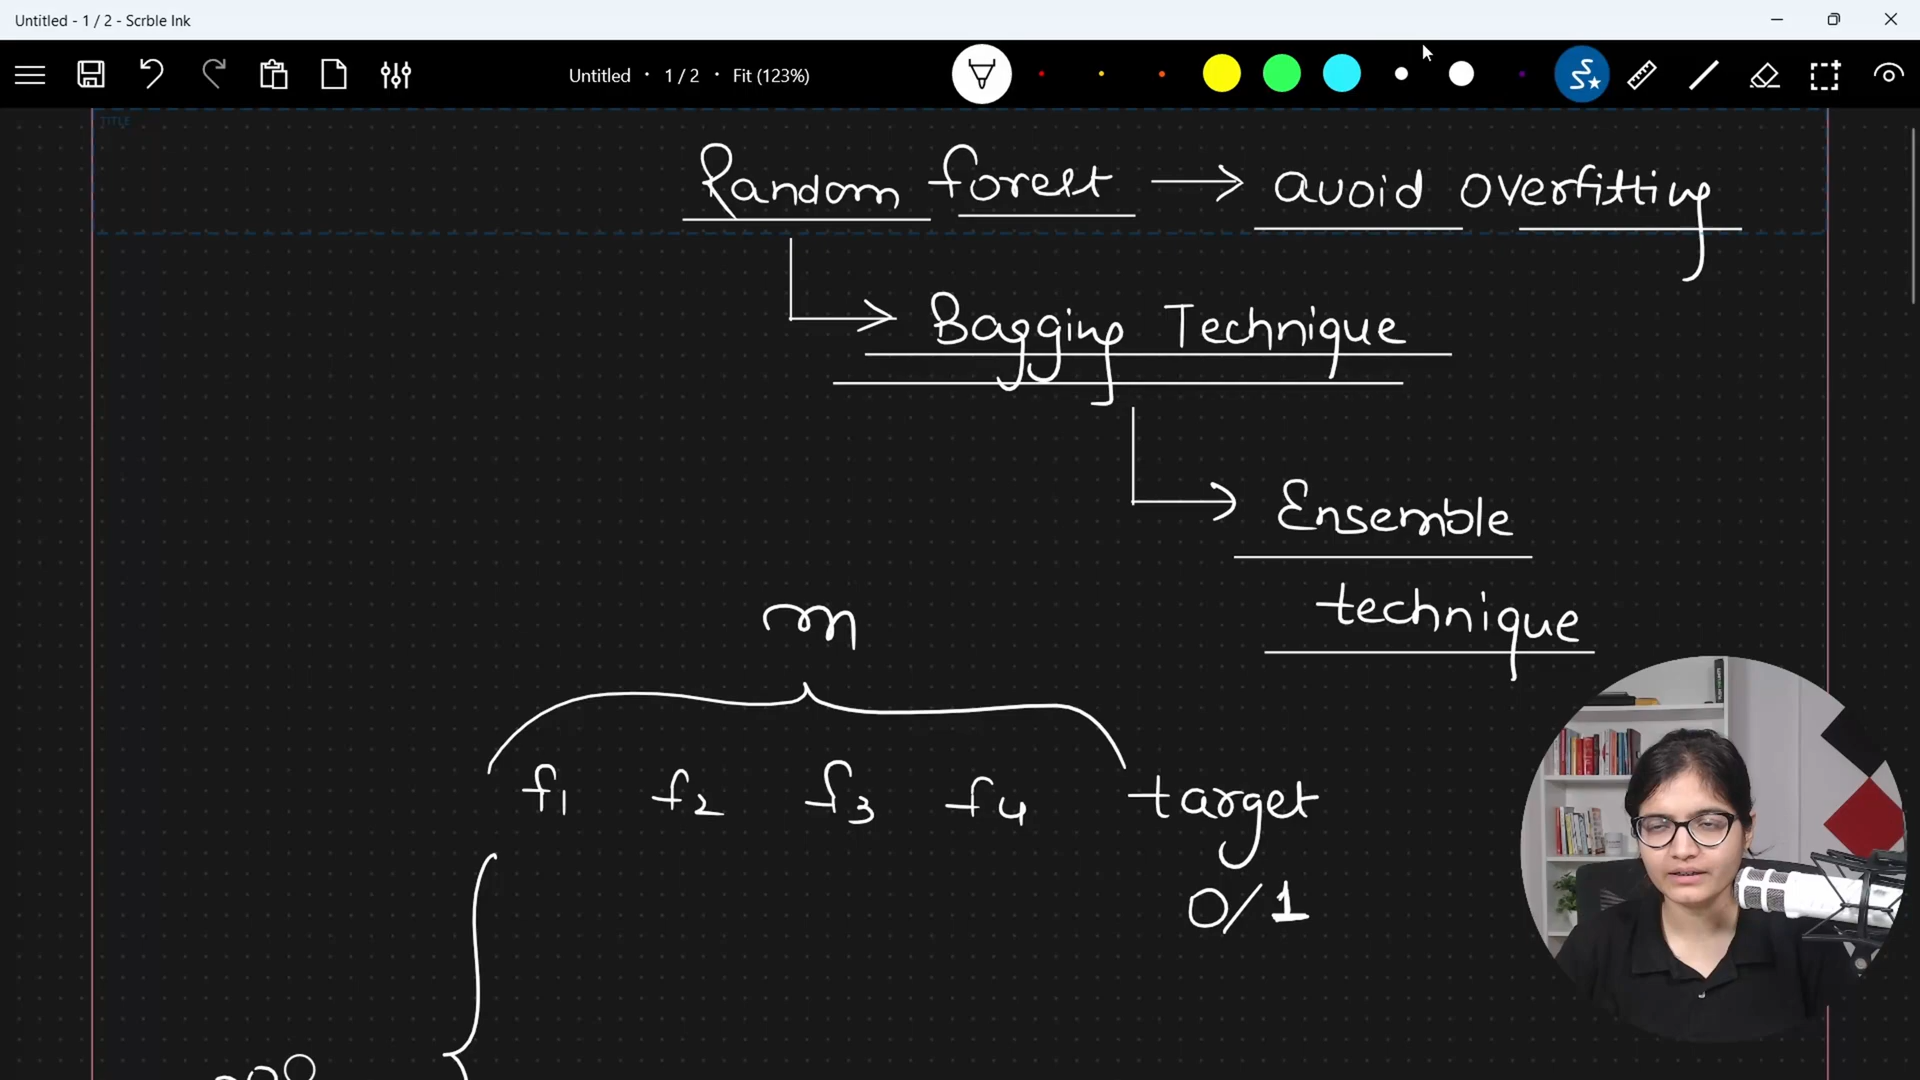 Untitled - 1 / 2 - Scrble Ink
Untitled • 1 / 2 • Fit (123%)
TITLE
Random forest → avoid overfitting
Bagging Technique
Ensemble
technique
m
f1 f2 f3 f4 target
0/1